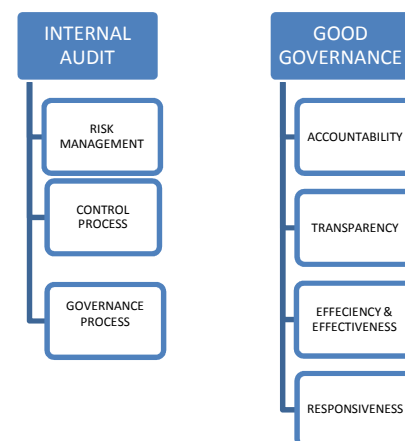 INTERNAL
AUDIT
RISK
MANAGEMENT
CONTROL
PROCESS
GOVERNANCE
PROCESS
GOOD
GOVERNANCE
ACCOUNTABILITY
TRANSPARENCY
EFFECIENCY &
EFFECTIVENESS
RESPONSIVENESS